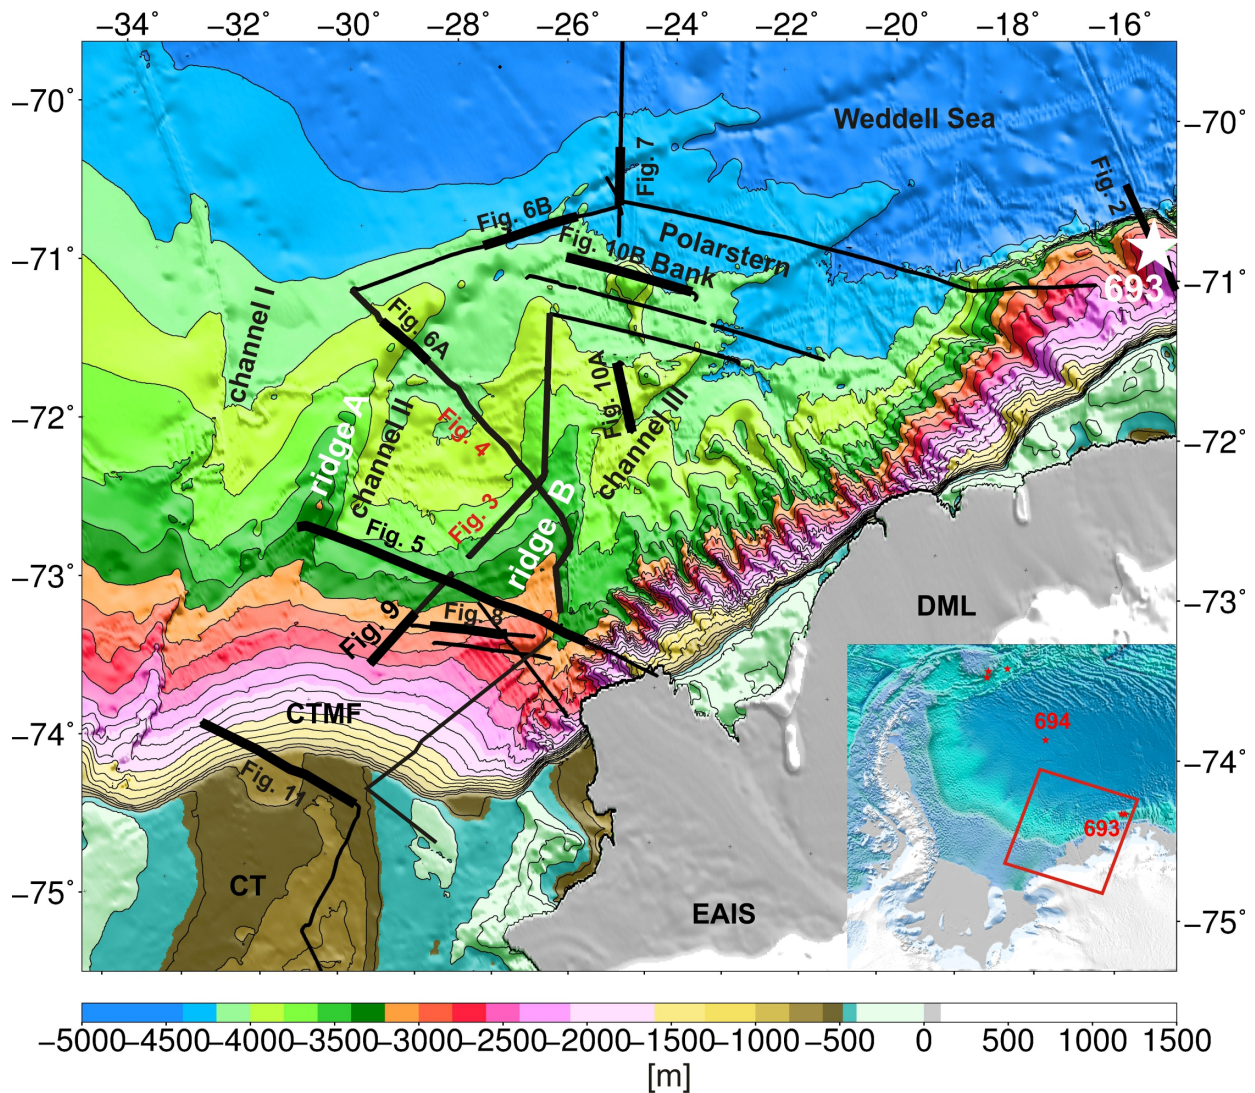 −34° −32° −30° −28° −26° −24° −22° −20° −18° −16°
−70°
−70°
Weddell Sea
Fig. 7
Fig. 2
Fig. 6B
Polarstern
Fig. 10B Bank
−71°
−71°
693
channel I
Fig. 6A
Fig. 10A
ridge A
channel II
Fig. 4
channel III
−72°
−72°
Fig. 3
ridge B
Fig. 5
−73°
−73°
Fig. 9
Fig. 8
DML
CTMF
694
−74°
−74°
Fig. 11
693
CT
EAIS
−75°
−75°
−5000 −4500 −4000 −3500 −3000 −2500 −2000 −1500 −1000 −500 0 500 1000 1500
[m]